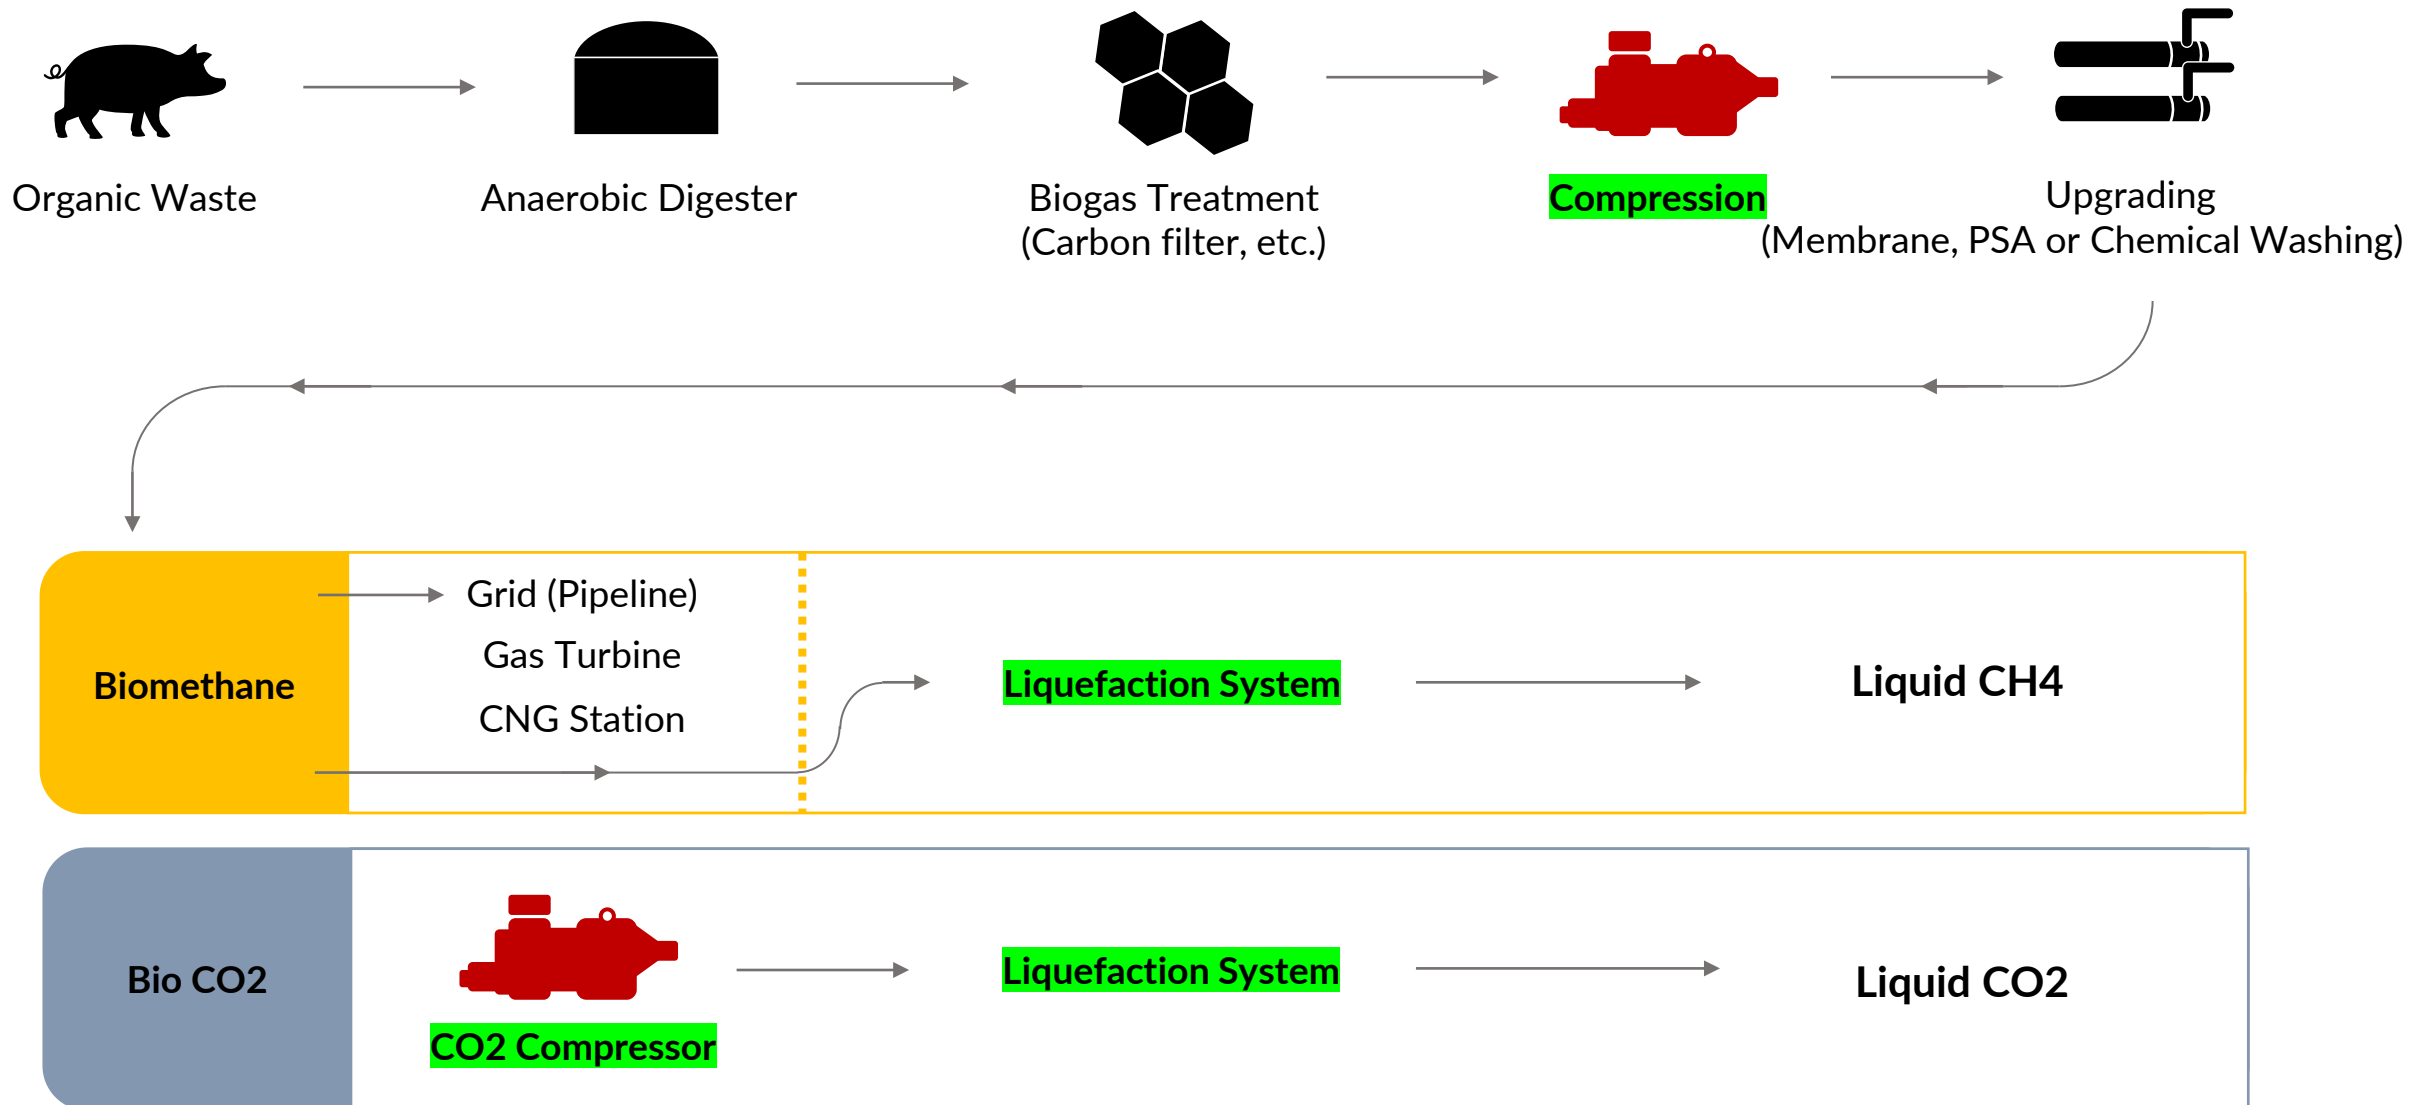 Organic Waste
Anaerobic Digester
Biogas Treatment
(Carbon filter, etc.)
Compression
Upgrading
(Membrane, PSA or Chemical Washing)
Biomethane
Grid (Pipeline)
Gas Turbine
CNG Station
Liquefaction System
Liquid CH4
Bio CO2
CO2 Compressor
Liquefaction System
Liquid CO2